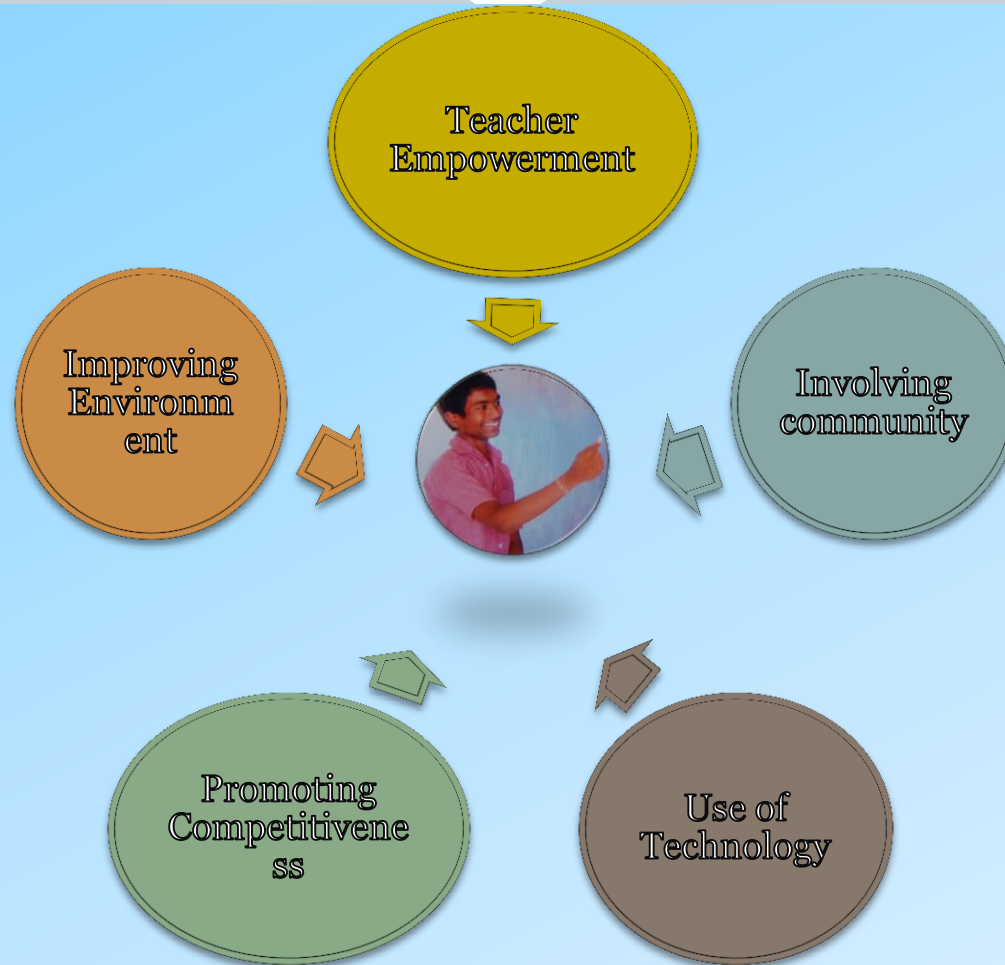 Teacher
Empowerment
Improving
Environm
ent
Involving
community
Promoting
Competitivene
ss
Use of
Technology